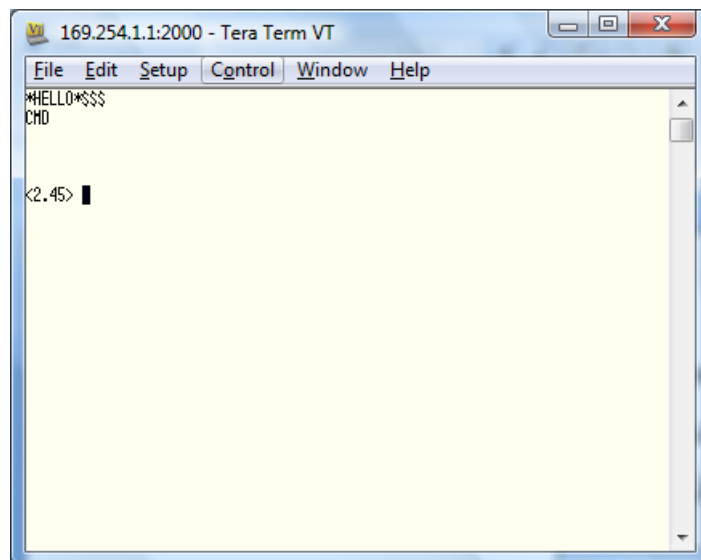 169.254.1.1:2000 - Tera Term VT
File Edit Setup Control Window Help
*HELLO*$$$
CMD
<2.45>